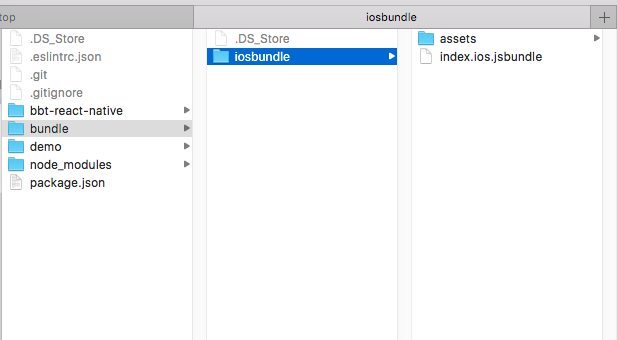 top
iosbundle
.DS_Store
.eslintrc.json
.git
.gitignore
bbt-react-native
bundle
demo
node_modules
package.json
.DS_Store
iosbundle
assets
index.ios.jsbundle